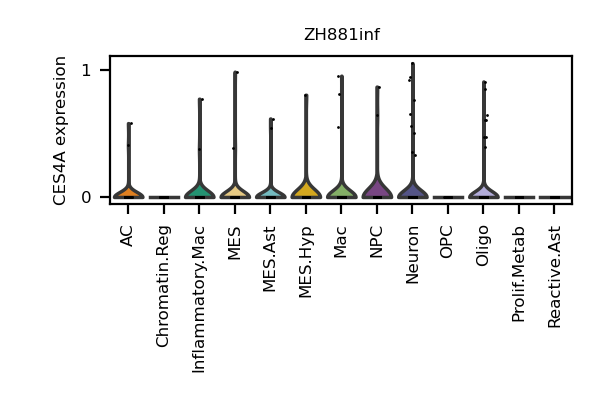 ZH881inf
CES4A expression
1
0
AC
Chromatin.Reg
Inflammatory.Mac
MES
MES.Ast
MES.Hyp
Mac
NPC
Neuron
OPC
Oligo
Prolif.Metab
Reactive.Ast